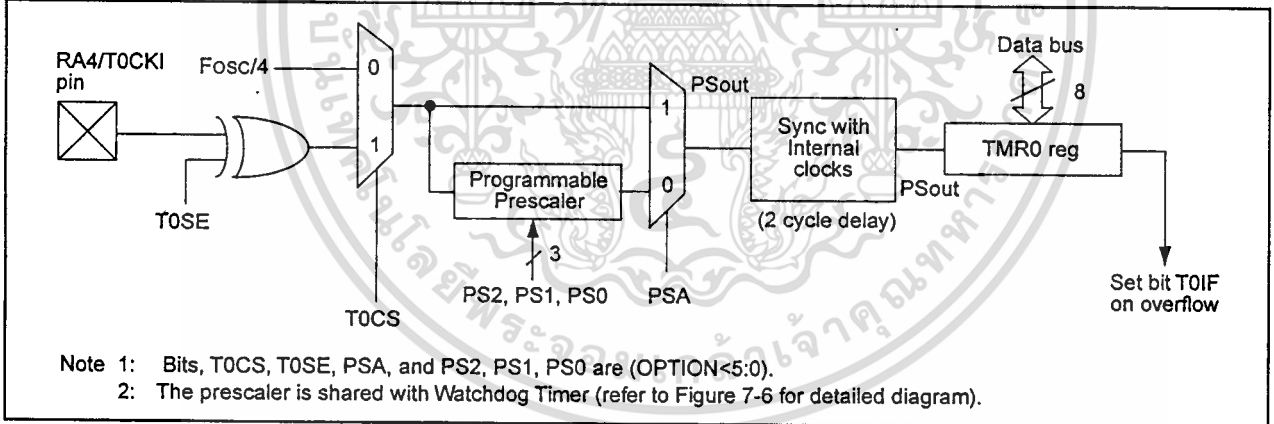 RA4/T0CKI
pin
Fosc/4
0
1
T0SE
T0CS
Programmable
Prescaler
3
PS2, PS1, PS0
1
0
PSA
PSout
Sync with
Internal
clocks
(2 cycle delay)
PSout
Data bus
8
TMR0 reg
Set bit T0IF
on overflow
Note 1: Bits, T0CS, T0SE, PSA, and PS2, PS1, PS0 are (OPTION<5:0).
2: The prescaler is shared with Watchdog Timer (refer to Figure 7-6 for detailed diagram).